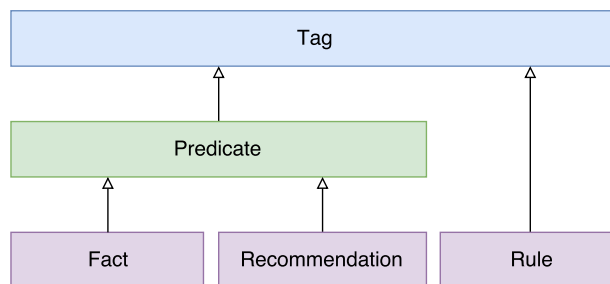 Tag
Predicate
Fact
Recommendation
Rule